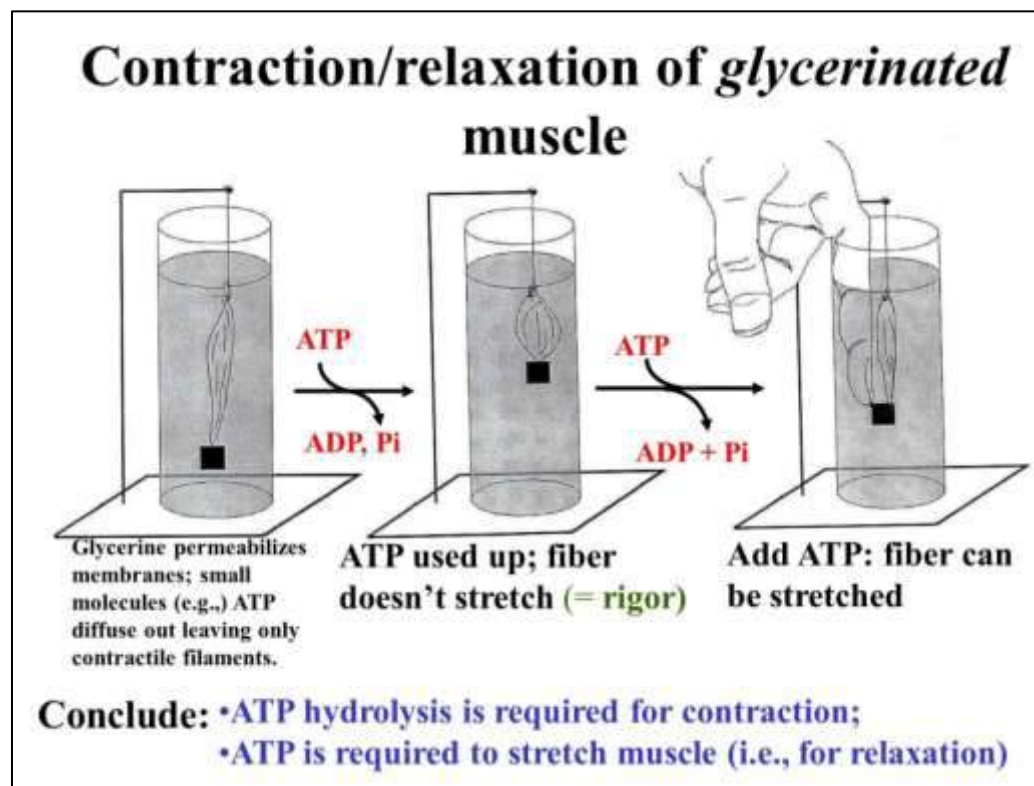 Contraction/relaxation of glycerinated
muscle
ATP
ADP, Pi
ATP
ADP + Pi
Glycerine permeabilizes
membranes; small
molecules (e.g.,) ATP
diffuse out leaving only
contractile filaments.
ATP used up; fiber
doesn't stretch (= rigor)
Add ATP: fiber can
be stretched
Conclude: •ATP hydrolysis is required for contraction;
•ATP is required to stretch muscle (i.e., for relaxation)